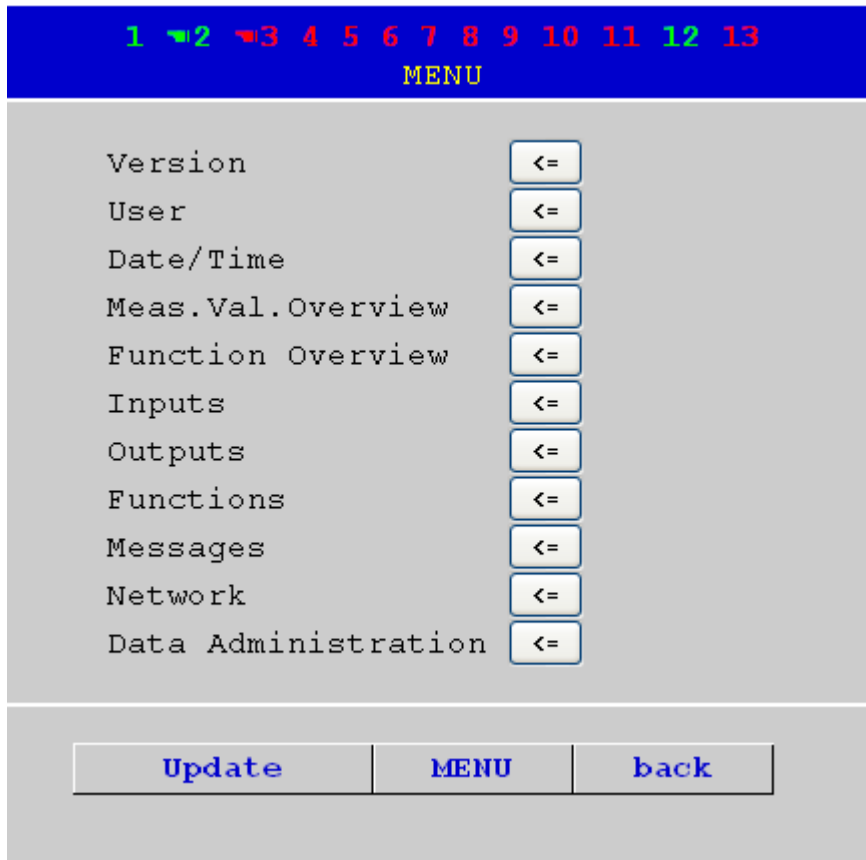 1 ☚2 ☚3 4 5 6 7 8 9 10 11 12 13
MENU
Version <=
User <=
Date/Time <=
Meas.Val.Overview <=
Function Overview <=
Inputs <=
Outputs <=
Functions <=
Messages <=
Network <=
Data Administration <=
Update MENU back